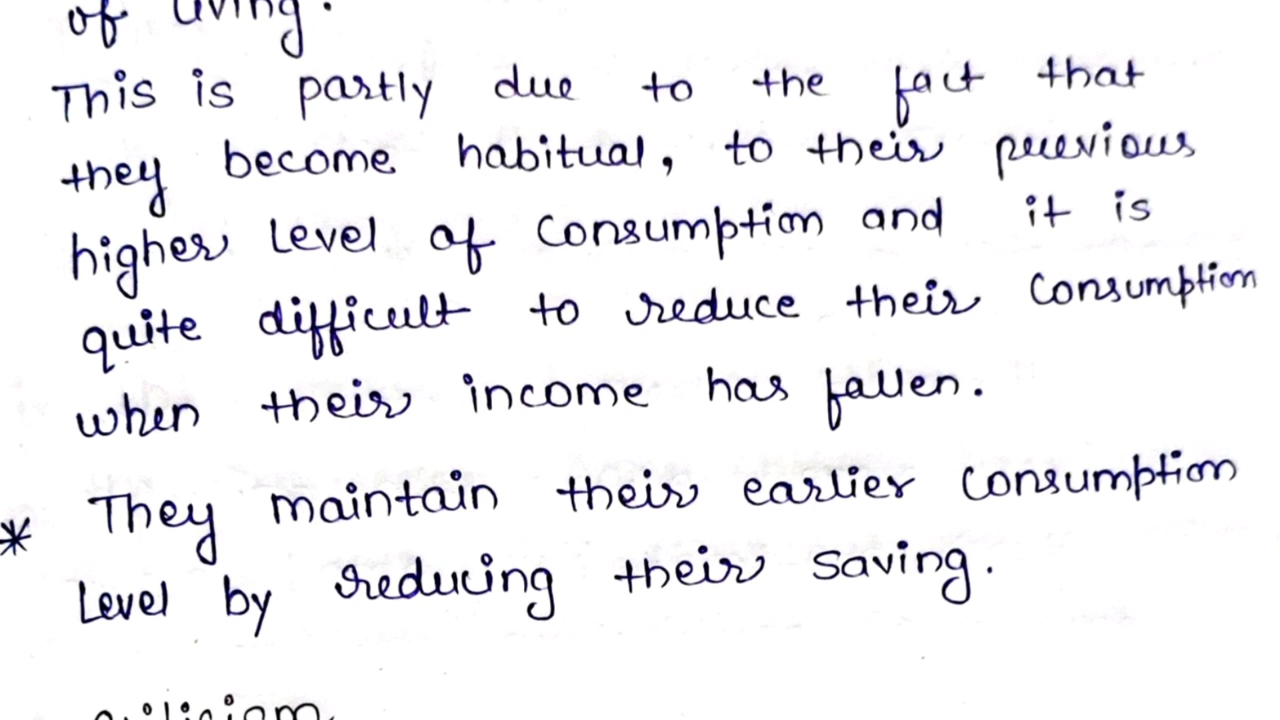 of living.
This is partly due to the fact that
they become habitual, to their previous
higher level of consumption and it is
quite difficult to reduce their consumption
when their income has fallen.
* They maintain their earlier consumption
level by reducing their saving.